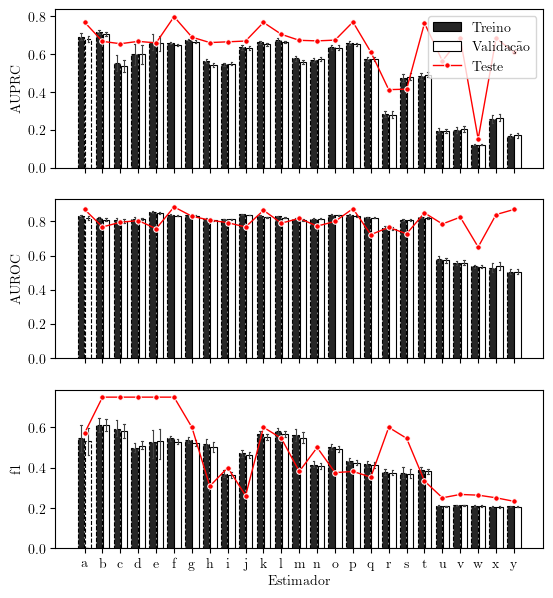 0.8
0.6
0.4
0.2
0.0
AUPRC
Treino
Validação
Teste
0.8
0.6
0.4
0.2
0.0
AUROC
0.6
0.4
0.2
0.0
f1
a b c d e f g h i j k l m n o p q r s t u v w x y
Estimador